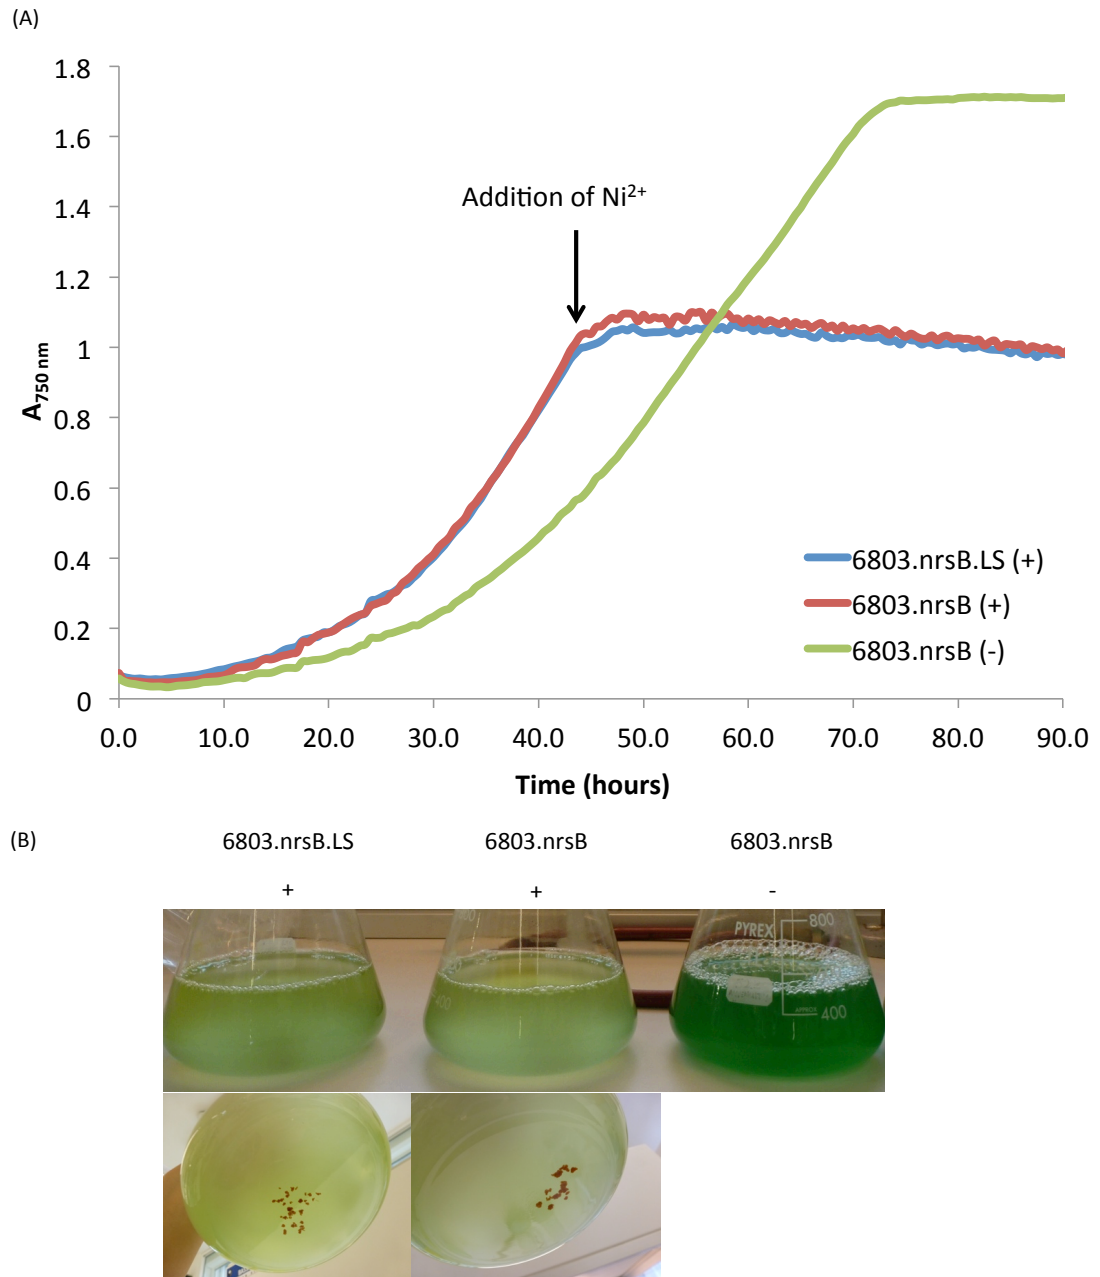 (A)
1.8
1.6
1.4
1.2
1
0.8
0.6
0.4
0.2
0
A750 nm
Addition of Ni2+
6803.nrsB.LS (+)
6803.nrsB (+)
6803.nrsB (-)
0.0 10.0 20.0 30.0 40.0 50.0 60.0 70.0 80.0 90.0
Time (hours)
(B)
6803.nrsB.LS 6803.nrsB 6803.nrsB
+ + -
PYREX
800
400
APPROX
400